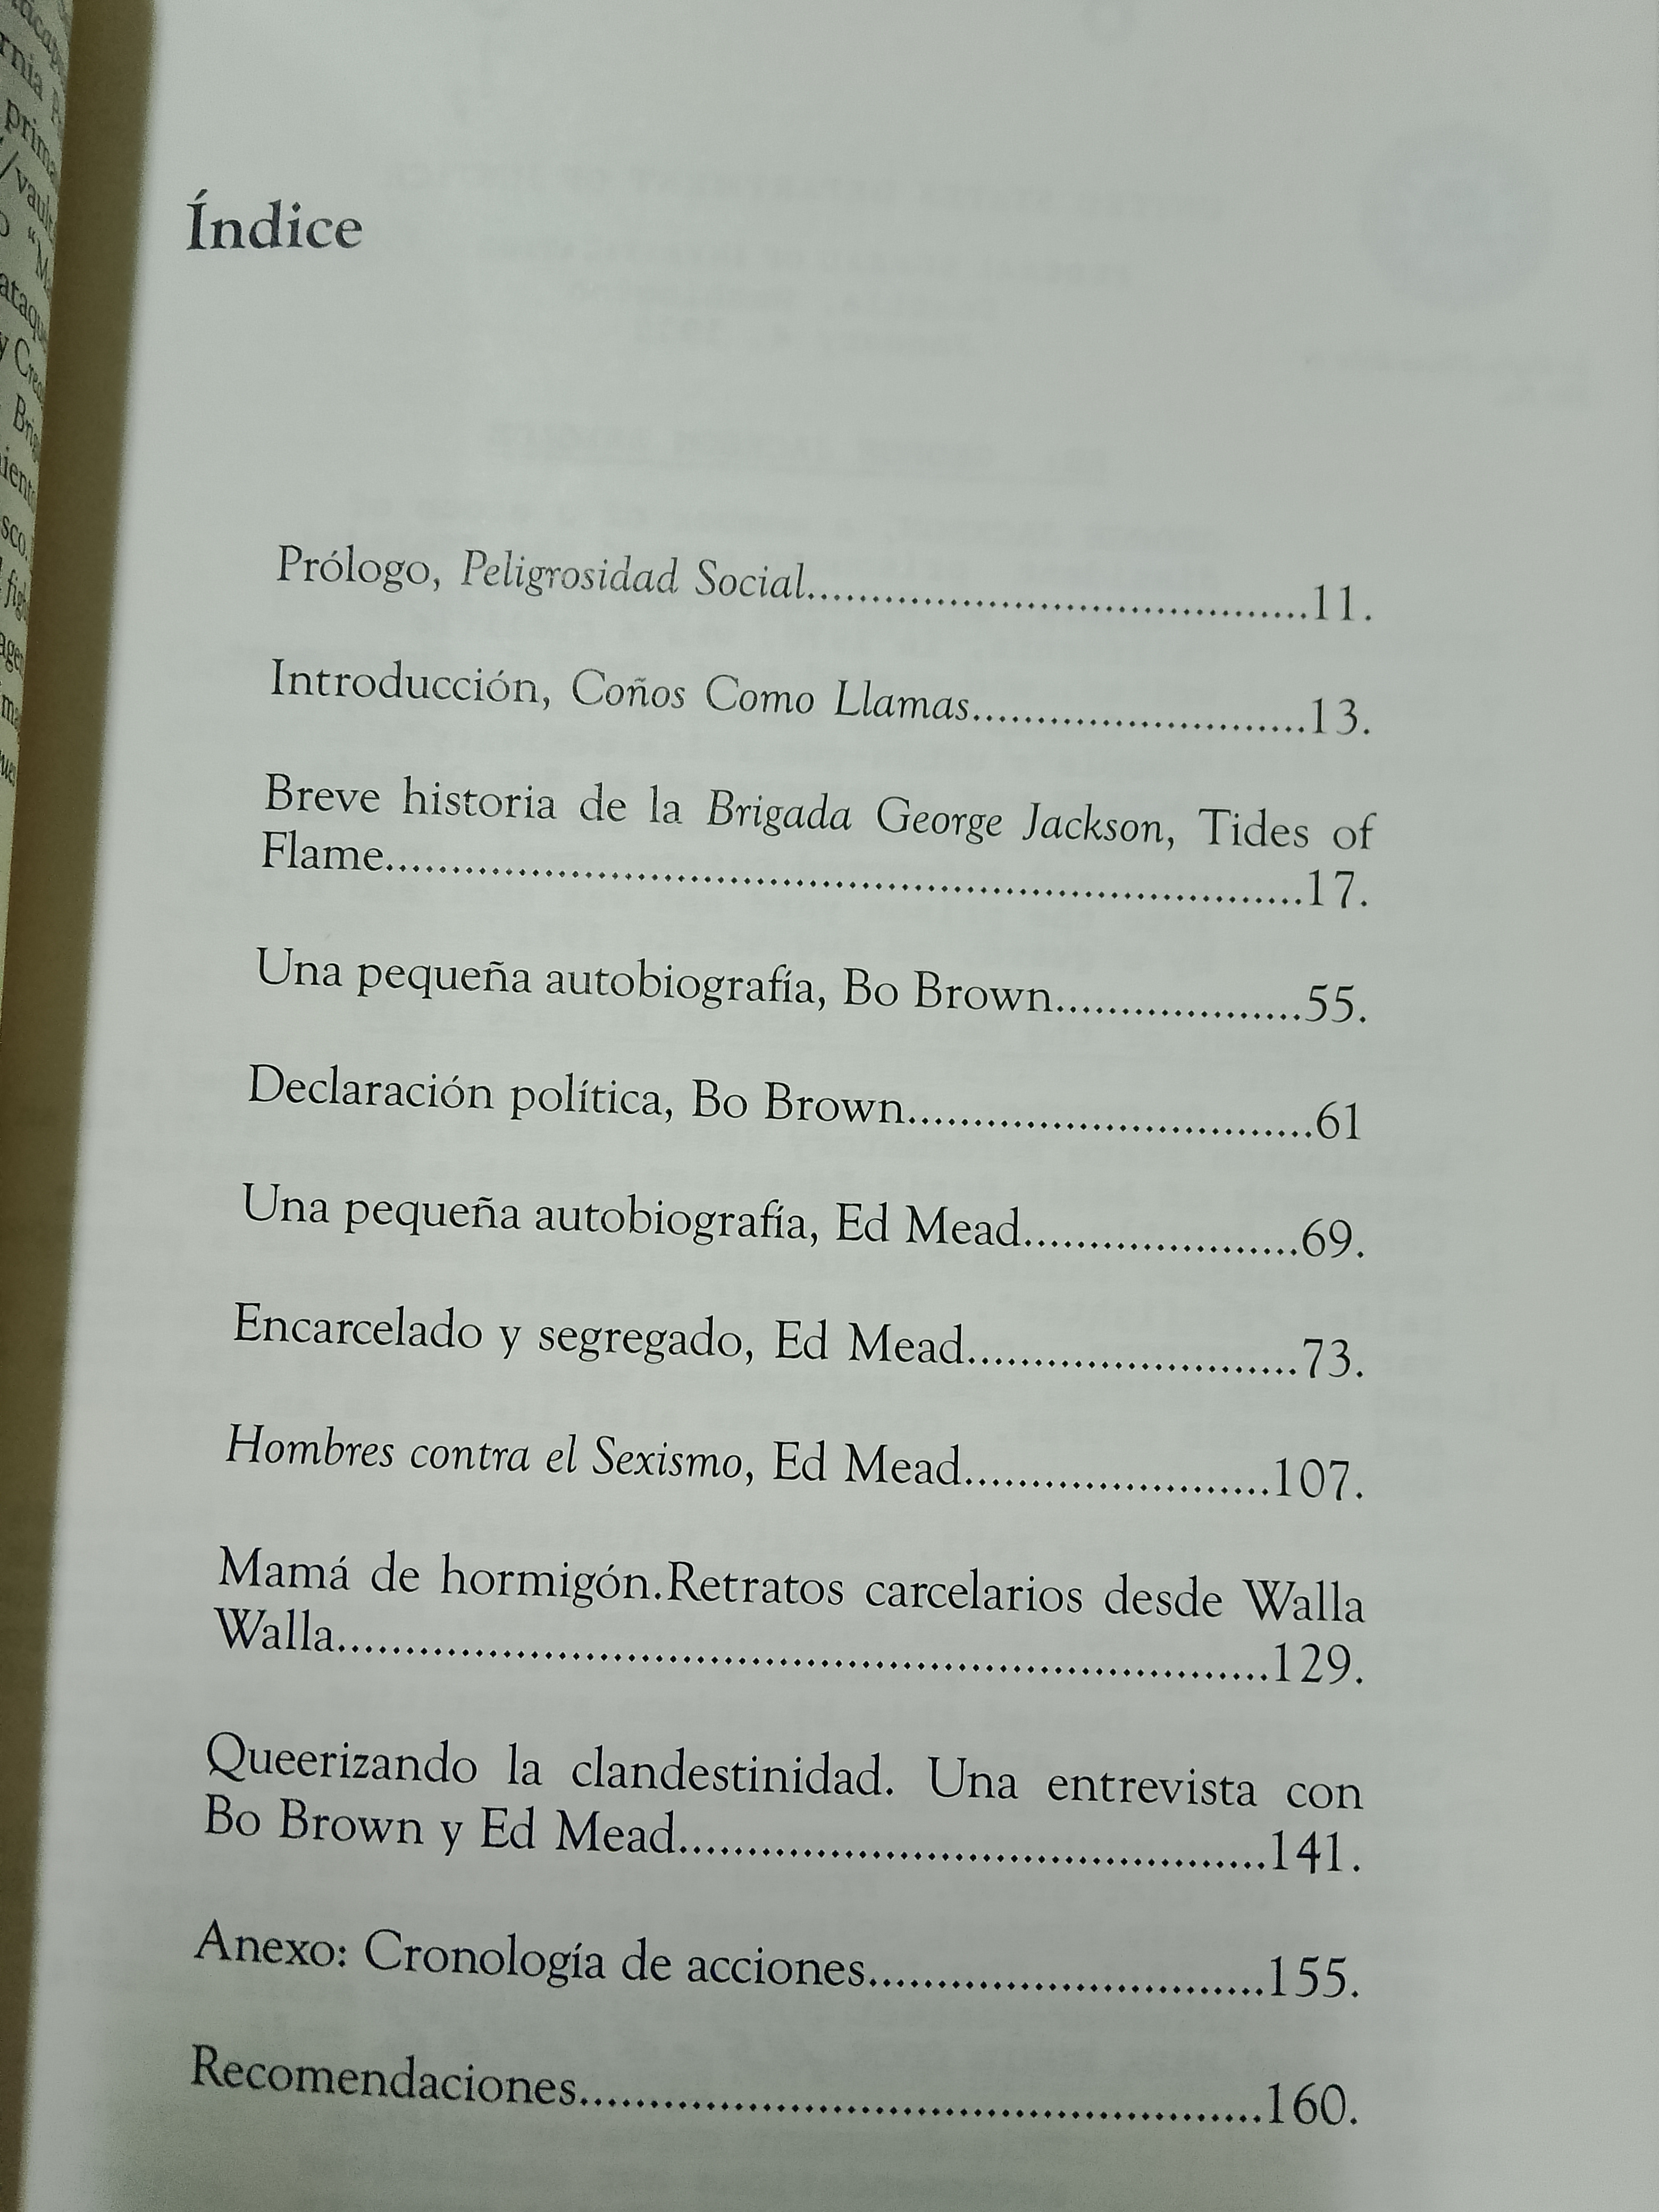 Índice
Prólogo, Peligrosidad Social........................................11.
Introducción, Coños Como Llamas..........................13.
Breve historia de la Brigada George Jackson, Tides of
Flame........................................................................17.
Una pequeña autobiografía, Bo Brown...................55.
Declaración política, Bo Brown................................61
Una pequeña autobiografía, Ed Mead.....................69.
Encarcelado y segregado, Ed Mead..........................73.
Hombres contra el Sexismo, Ed Mead........................107.
Mamá de hormigón.Retratos carcelarios desde Walla
Walla.........................................................................129.
Queerizando la clandestinidad. Una entrevista con
Bo Brown y Ed Mead..............................................141.
Anexo: Cronología de acciones...............................155.
Recomendaciones.....................................................160.